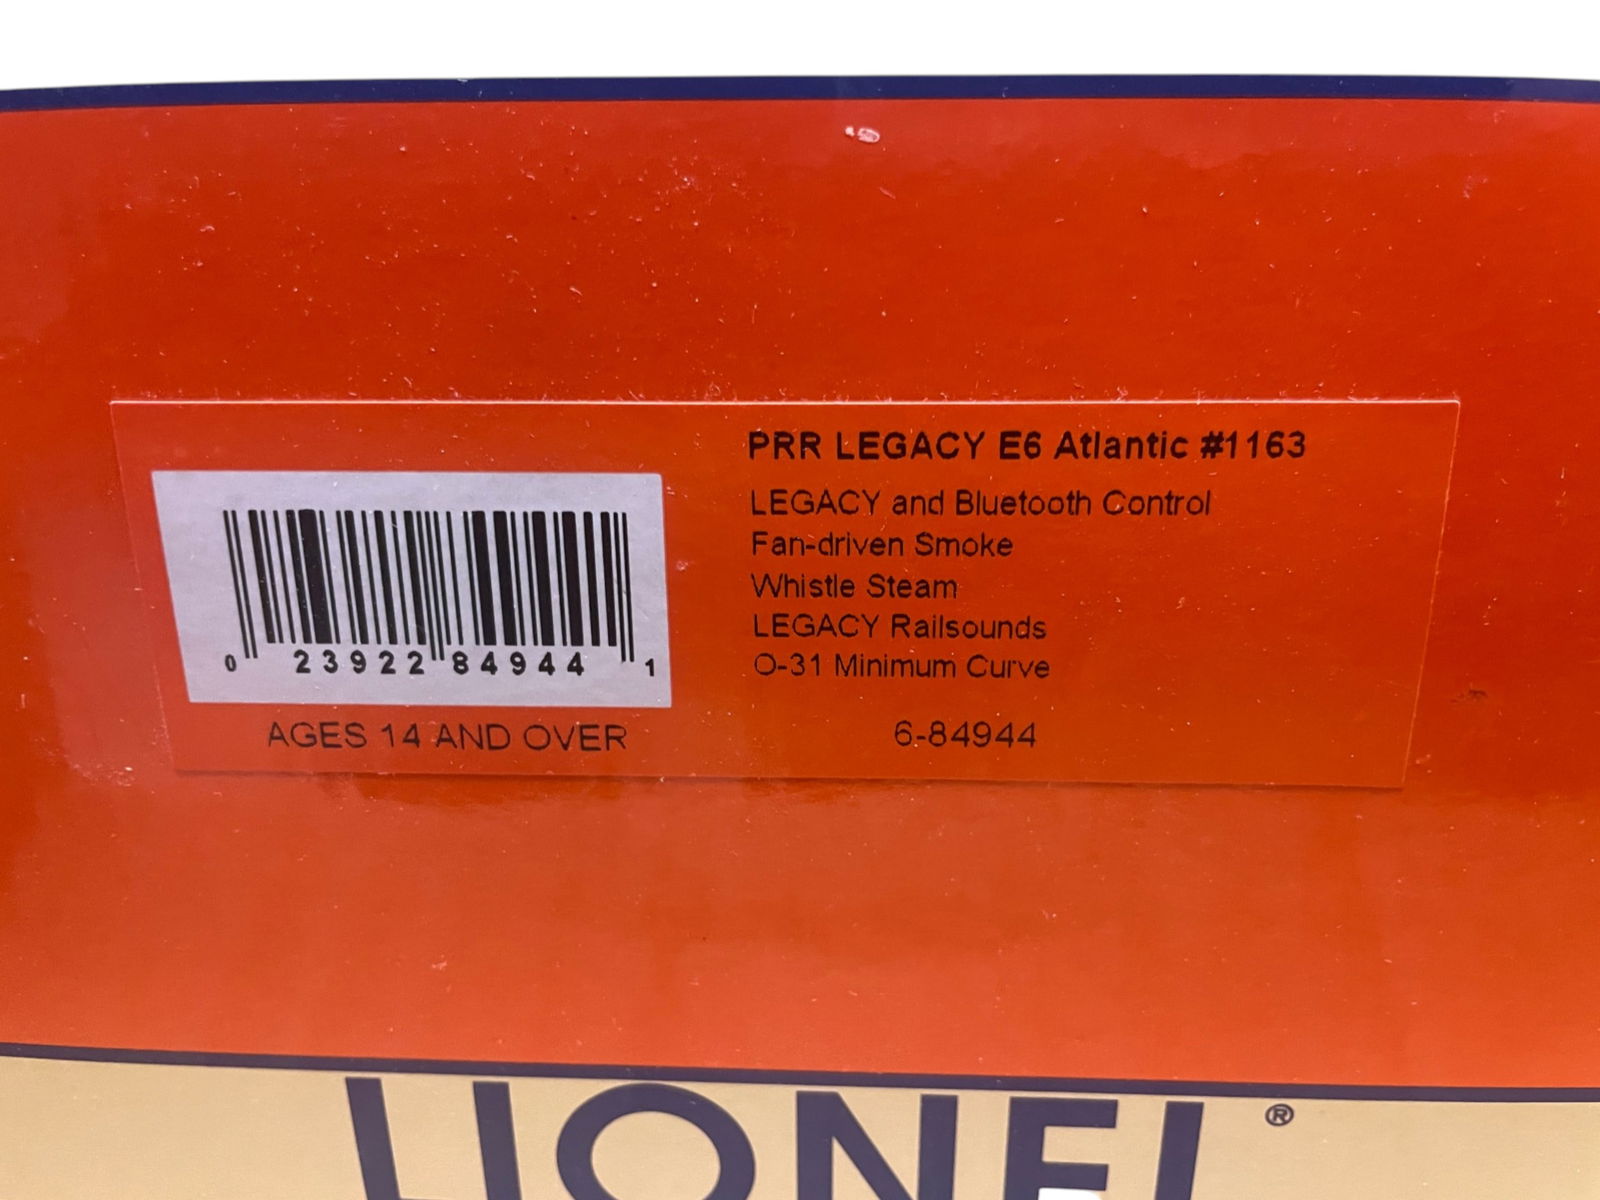 PRR LEGACY E6 Atlantic #1163
LEGACY and Bluetooth Control
Fan-driven Smoke
Whistle Steam
LEGACY Railsounds
O-31 Minimum Curve
0 23922 84944 1
AGES 14 AND OVER
6-84944
LIONEL®